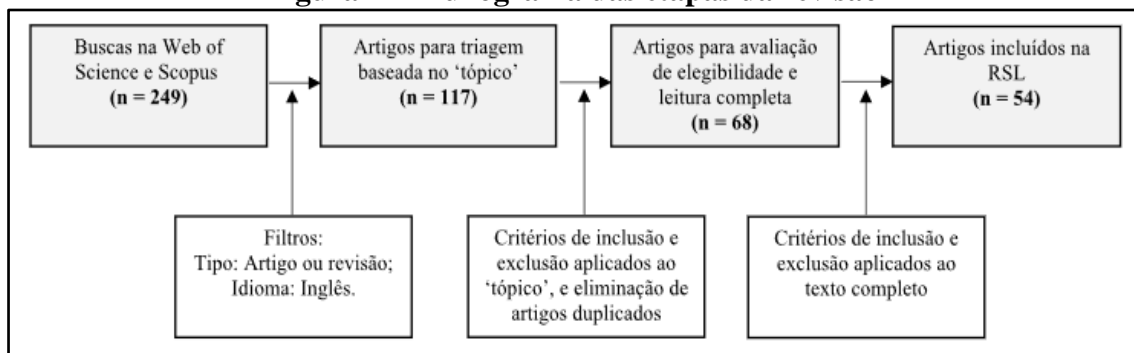 Buscas na Web of
Science e Scopus
(n = 249)
Artigos para triagem
baseada no ‘tópico’
(n = 117)
Artigos para avaliação
de elegibilidade e
leitura completa
(n = 68)
Artigos incluídos na
RSL
(n = 54)
Filtros:
Tipo: Artigo ou revisão;
Idioma: Inglês.
Critérios de inclusão e
exclusão aplicados ao
‘tópico’, e eliminação de
artigos duplicados
Critérios de inclusão e
exclusão aplicados ao
texto completo